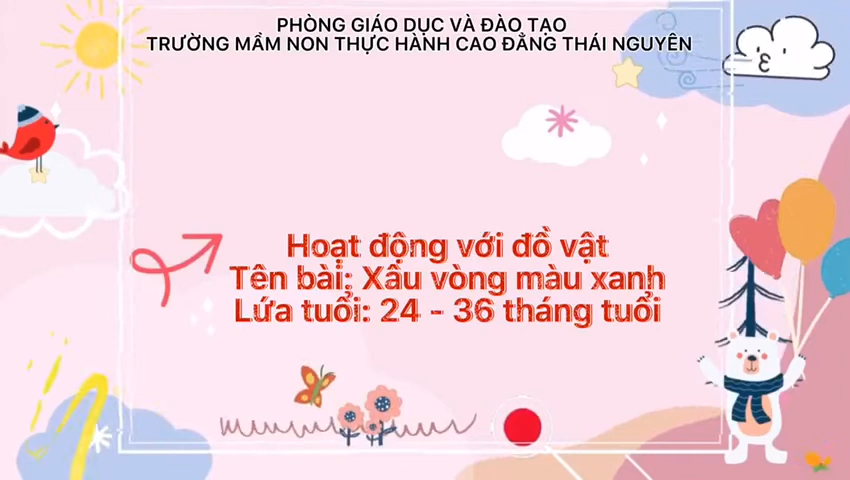 PHÒNG GIÁO DỤC VÀ ĐÀO TẠO
TRƯỜNG MẦM NON THỰC HÀNH CAO ĐẲNG THÁI NGUYÊN
Hoạt động với đồ vật
Tên bài: Xâu vòng màu xanh
Lứa tuổi: 24 - 36 tháng tuổi